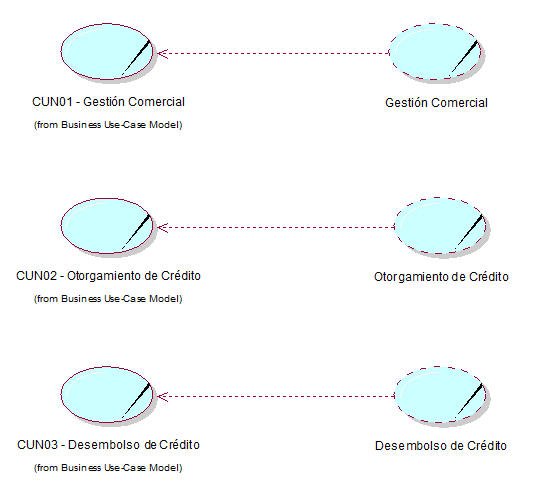 CUN01 - Gestión Comercial
Gestión Comercial
(from Business Use-Case Model)
CUN02 - Otorgamiento de Crédito
Otorgamiento de Crédito
(from Business Use-Case Model)
CUN03 - Desembolso de Crédito
Desembolso de Crédito
(from Business Use-Case Model)